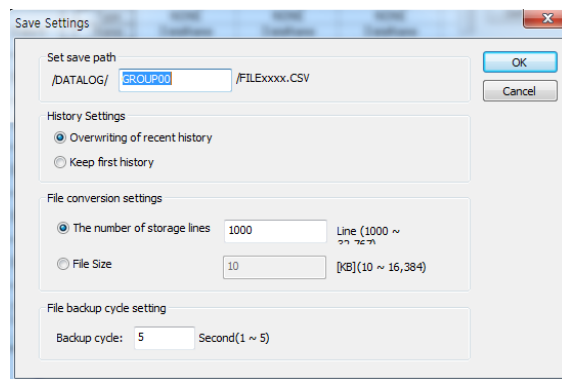 Save Settings
Set save path
/DATALOG/ GROUP00 /FILExxxx.CSV
OK
Cancel
History Settings
Overwriting of recent history
Keep first history
File conversion settings
The number of storage lines 1000 Line (1000 ~
32,767)
File Size 10 [KB](10 ~ 16,384)
File backup cycle setting
Backup cycle: 5 Second(1 ~ 5)